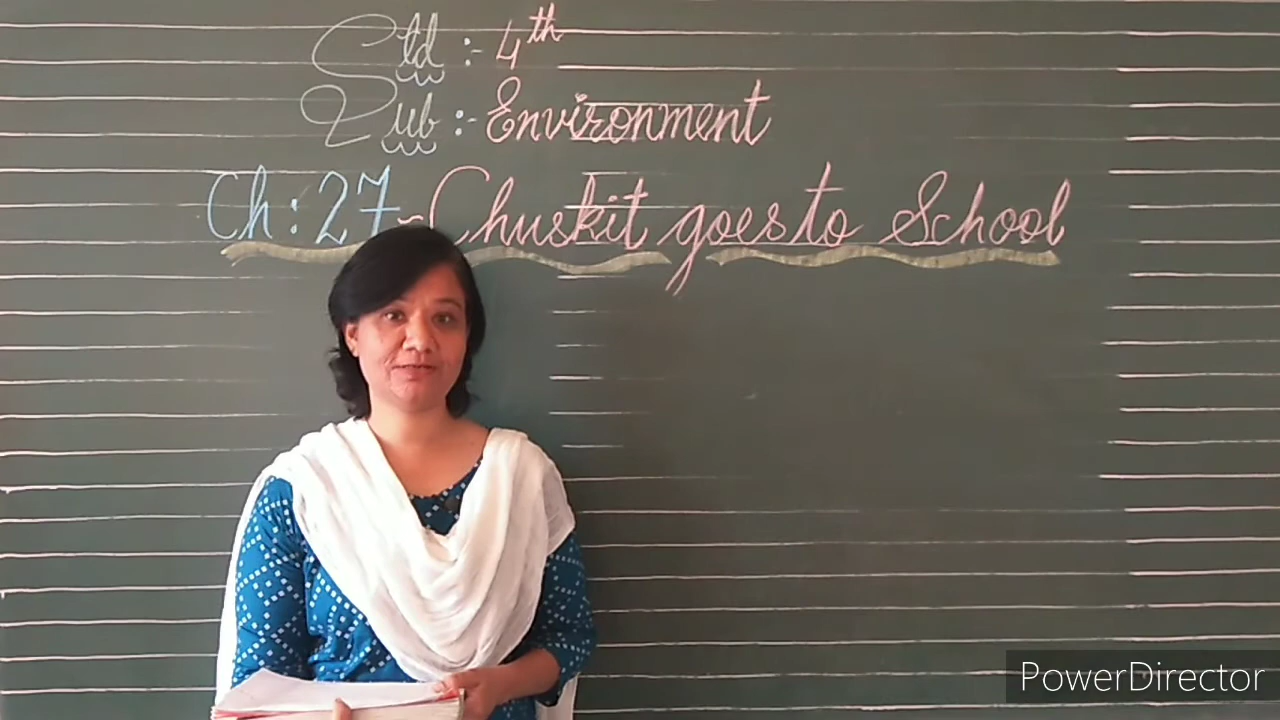 Std :- 4th
Sub :- Environment
Ch : 27 - Chuskit goes to School
PowerDirector